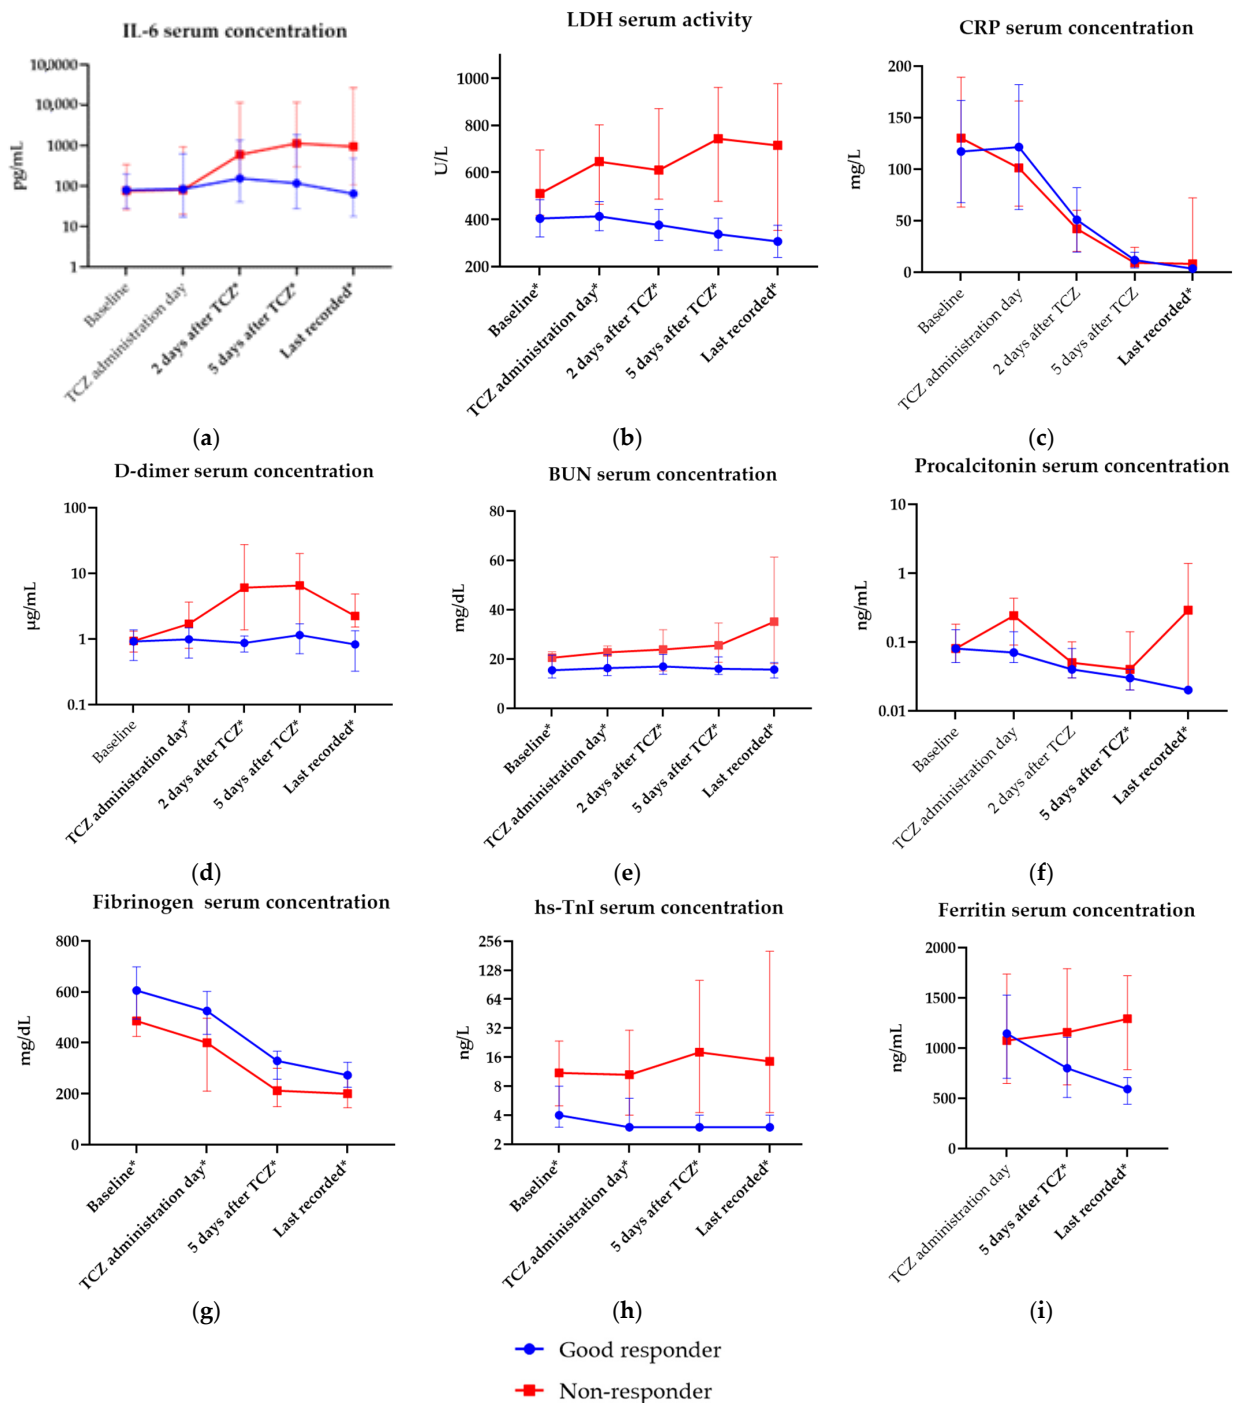 IL-6 serum concentration
pg/mL
10,0000
10,000
1000
100
10
1
Baseline
TCZ administration day
2 days after TCZ*
5 days after TCZ*
Last recorded*
(a)
LDH serum activity
U/L
1000
800
600
400
200
Baseline*
TCZ administration day*
2 days after TCZ*
5 days after TCZ*
Last recorded*
(b)
CRP serum concentration
mg/L
200
150
100
50
0
Baseline
TCZ administration day
2 days after TCZ
5 days after TCZ
Last recorded*
(c)
D-dimer serum concentration
µg/mL
100
10
1
0.1
Baseline
TCZ administration day*
2 days after TCZ*
5 days after TCZ*
Last recorded*
(d)
BUN serum concentration
mg/dL
80
60
40
20
0
Baseline*
TCZ administration day*
2 days after TCZ*
5 days after TCZ*
Last recorded*
(e)
Procalcitonin serum concentration
ng/mL
10
1
0.1
0.01
Baseline
TCZ administration day
2 days after TCZ
5 days after TCZ*
Last recorded*
(f)
Fibrinogen serum concentration
mg/dL
800
600
400
200
0
Baseline*
TCZ administration day*
5 days after TCZ*
Last recorded*
(g)
hs-TnI serum concentration
ng/L
256
128
64
32
16
8
4
2
Baseline*
TCZ administration day*
5 days after TCZ*
Last recorded*
(h)
Ferritin serum concentration
ng/mL
2000
1500
1000
500
0
TCZ administration day
5 days after TCZ*
Last recorded*
(i)
Good responder
Non-responder